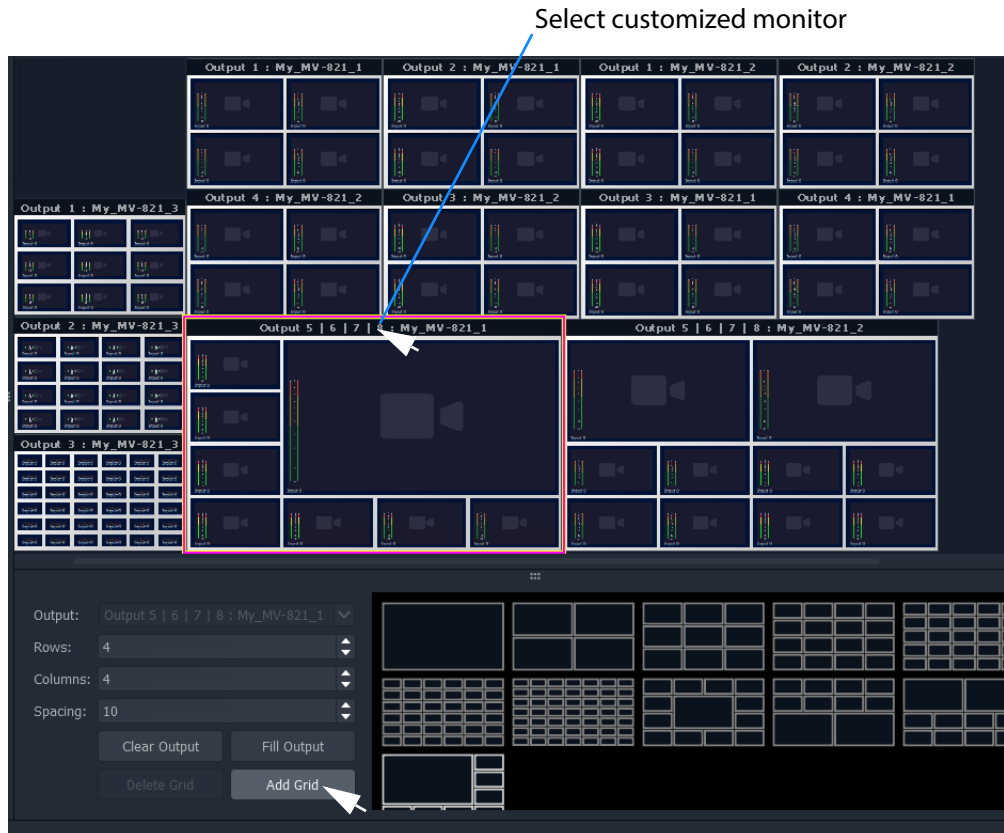 Select customized monitor
Output 1 : My_MV-821_1
Output 2 : My_MV-821_1
Output 1 : My_MV-821_2
Output 2 : My_MV-821_2
Output 1 : My_MV-821_3
Output 4 : My_MV-821_2
Output 3 : My_MV-821_2
Output 3 : My_MV-821_1
Output 4 : My_MV-821_1
Output 2 : My_MV-821_3
Output 5 | 6 | 7 | 8 : My_MV-821_1
Output 5 | 6 | 7 | 8 : My_MV-821_2
Output 3 : My_MV-821_3
Output: Output 5 | 6 | 7 | 8 : My_MV-821_1
Rows: 4
Columns: 4
Spacing: 10
Clear Output
Fill Output
Delete Grid
Add Grid